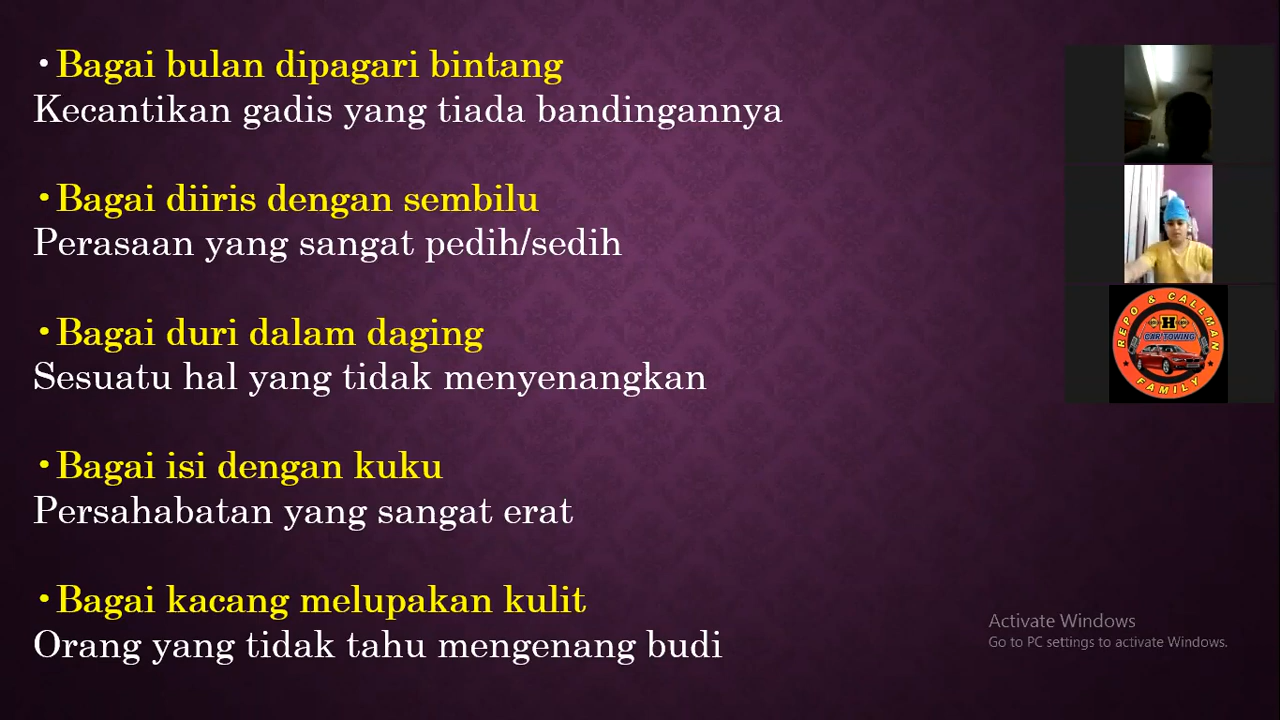 • Bagai bulan dipagari bintang
Kecantikan gadis yang tiada bandingannya
• Bagai diiris dengan sembilu
Perasaan yang sangat pedih/sedih
• Bagai duri dalam daging
Sesuatu hal yang tidak menyenangkan
• Bagai isi dengan kuku
Persahabatan yang sangat erat
• Bagai kacang melupakan kulit
Orang yang tidak tahu mengenang budi
REPO & CALLMAN
H
CAR TOWING
FAMILY
Activate Windows
Go to PC settings to activate Windows.